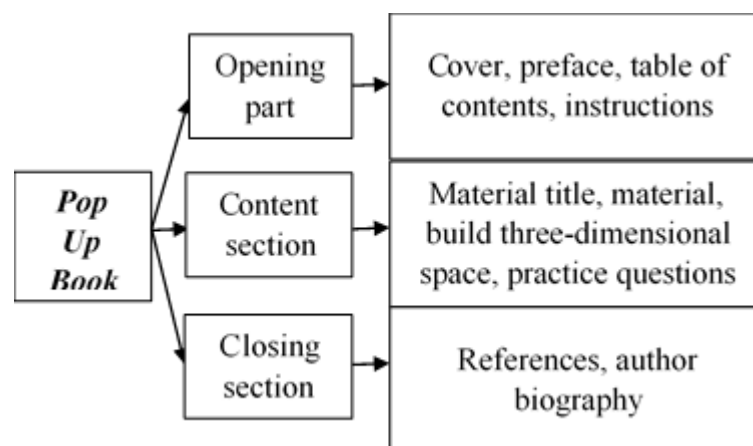 Opening
part
Cover, preface, table of
contents, instructions
Pop
Up
Book
Content
section
Material title, material,
build three-dimensional
space, practice questions
Closing
section
References, author
biography